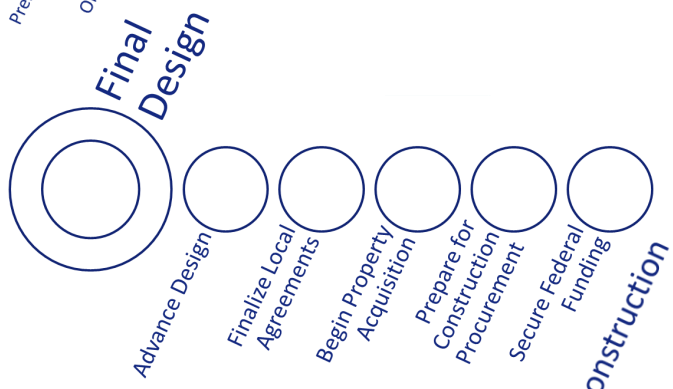 Final
Design
Advance Design
Finalize Local
Agreements
Begin Property
Acquisition
Prepare for
Construction
Procurement
Secure Federal
Funding
onstruction